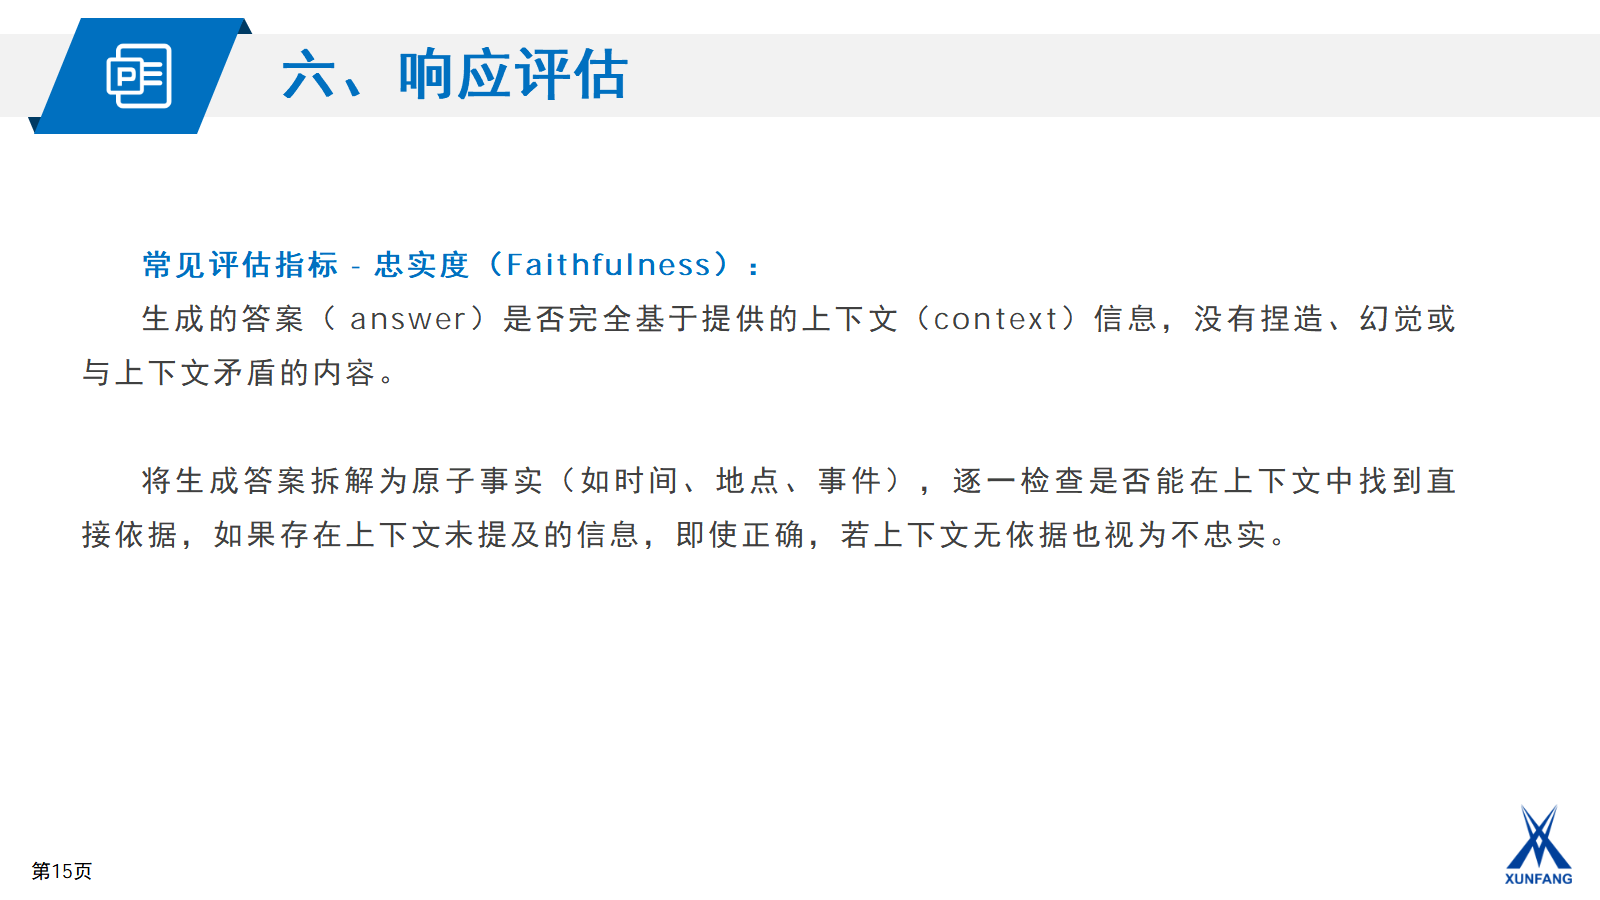 六、响应评估
常见评估指标 - 忠实度（Faithfulness）：
生成的答案（ answer）是否完全基于提供的上下文（context）信息，没有捏造、幻觉或
与上下文矛盾的内容。
将生成答案拆解为原子事实（如时间、地点、事件），逐一检查是否能在上下文中找到直
接依据，如果存在上下文未提及的信息，即使正确，若上下文无依据也视为不忠实。
第15页
XUNFANG